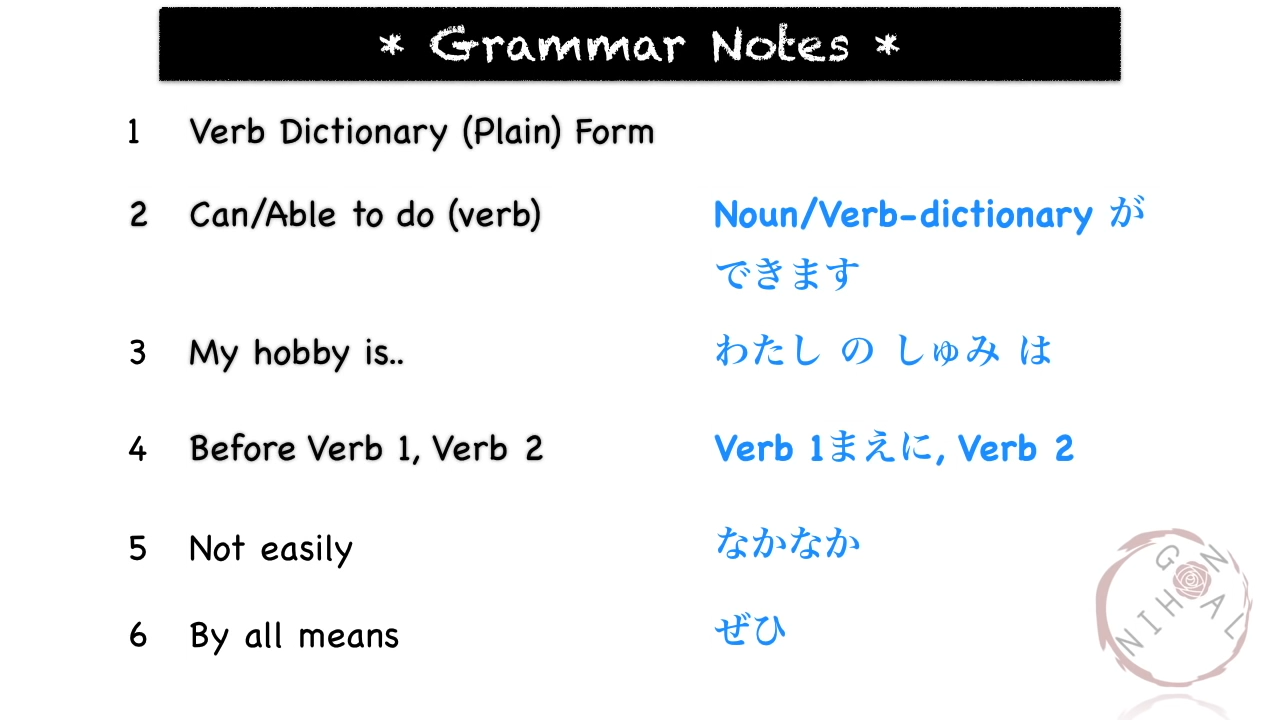 * Grammar Notes *
1 Verb Dictionary (Plain) Form
2 Can/Able to do (verb) Noun/Verb-dictionary が
できます
3 My hobby is.. わたし の しゅみ は
4 Before Verb 1, Verb 2 Verb 1まえに, Verb 2
5 Not easily なかなか
6 By all means ぜひ
NIHONGAL